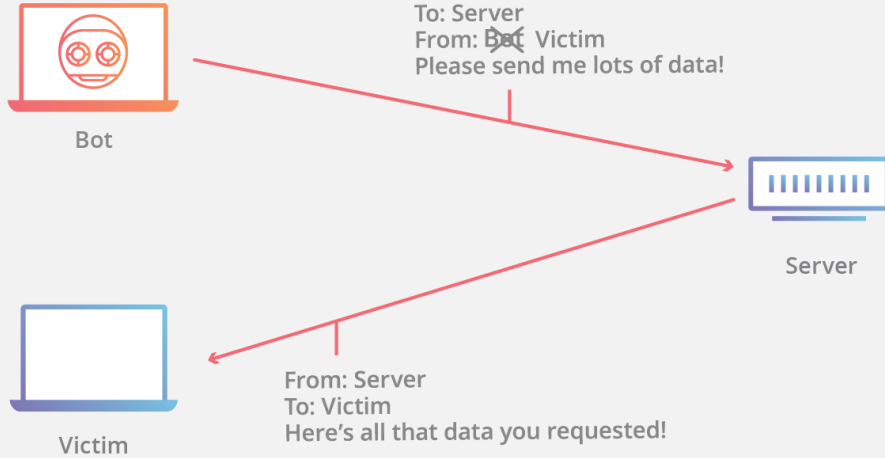 To: Server
From: Bot Victim
Please send me lots of data!
Bot
Server
From: Server
To: Victim
Here's all that data you requested!
Victim